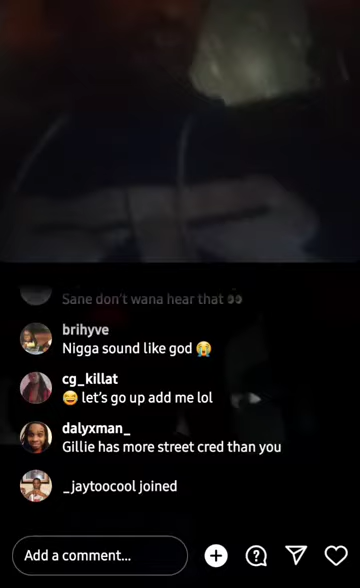 Sane don't wana hear that 👀
brihyve
Nigga sound like god 😭
cg_killat
😂 let's go up add me lol
dalyxman_
Gillie has more street cred than you
_jaytoocool joined
Add a comment...